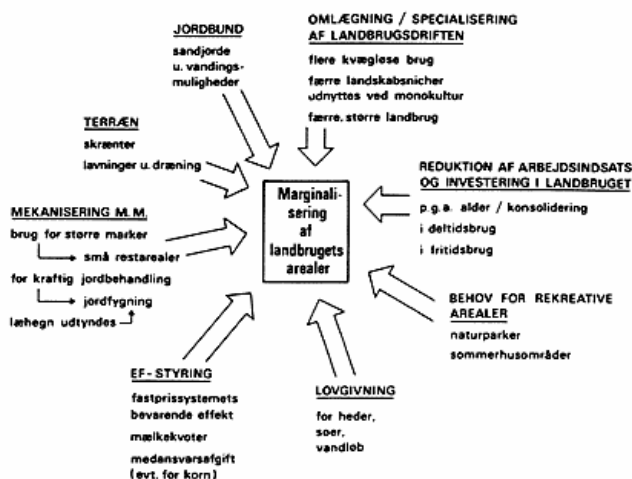 JORDBUND
sandjorde
u. vandings-
muligheder
OMLÆGNING / SPECIALISERING
AF LANDBRUGSDRIFTEN
flere kvægløse brug
færre landskabsnicher
udnyttes ved monokultur
færre, større landbrug
TERRÆN
skrænter
lavninger u. dræning
REDUKTION AF ARBEJDSINDSATS
OG INVESTERING I LANDBRUGET
p.g.a. alder / konsolidering
i deltidsbrug
i fritidsbrug
Marginali-
sering
af
landbrugets
arealer
MEKANISERING M.M.
brug for større marker
små restarealer
for kraftig jordbehandling
jordfygning
læhegn udtyndes
BEHOV FOR REKREATIVE
AREALER
naturparker
sommerhusområder
EF-STYRING
fastprissystemets
bevarende effekt
mælkekvoter
medansvarsafgift
(evt. for korn)
LOVGIVNING
for heder,
søer,
vandløb